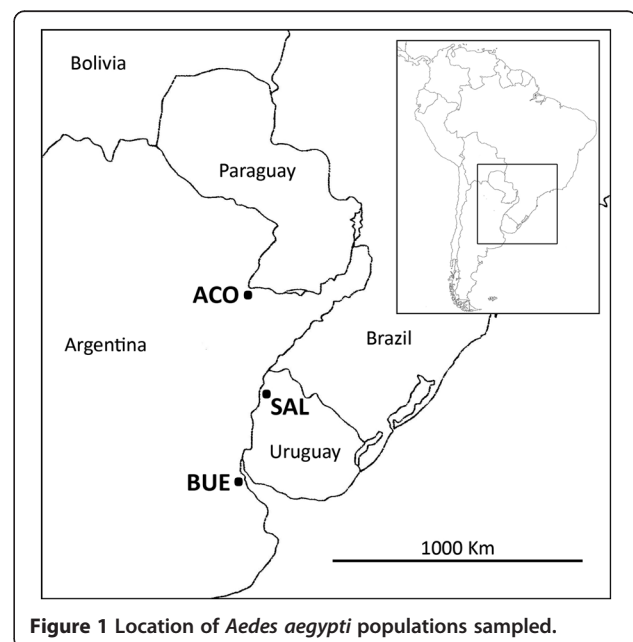 Bolivia
Paraguay
ACO
Argentina
Brazil
SAL
Uruguay
BUE
1000 Km
Figure 1 Location of Aedes aegypti populations sampled.